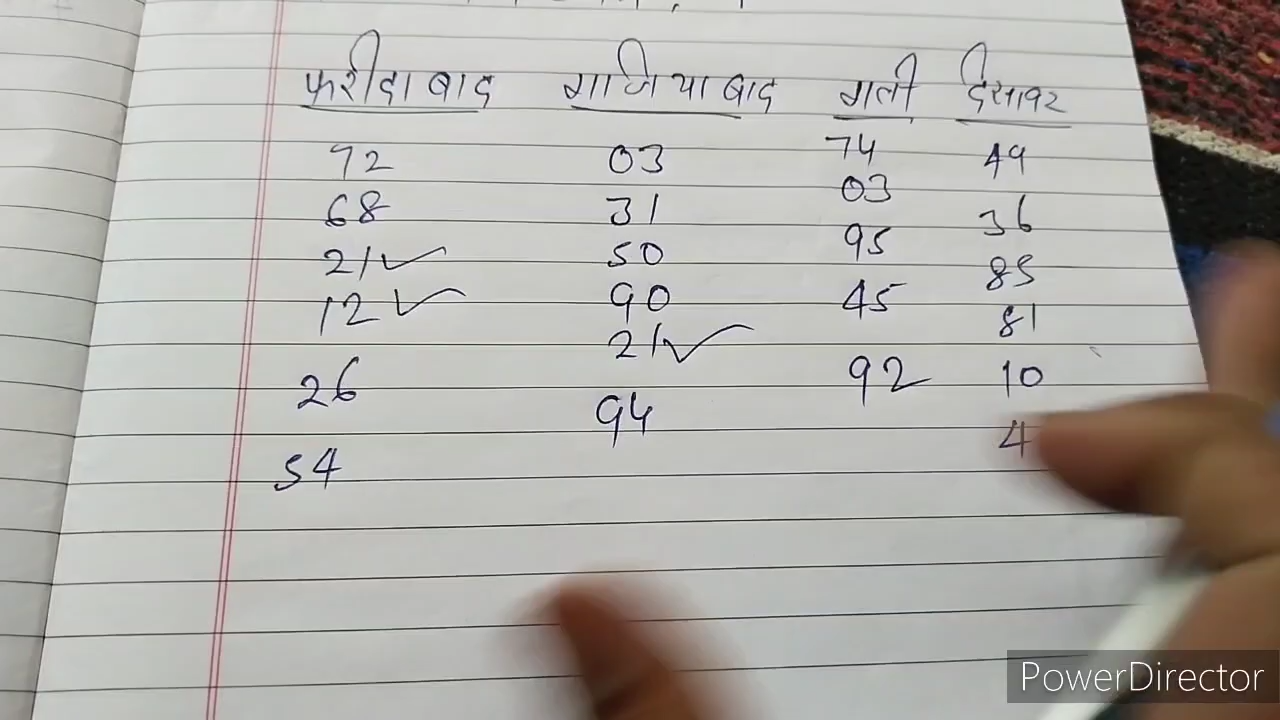 फरीदाबाद गाजियाबाद गली दिसावर
72 03 74 49
68 31 03 36
21 50 95 85
12 90 45 81
26 21 92 10
54 94 4
PowerDirector